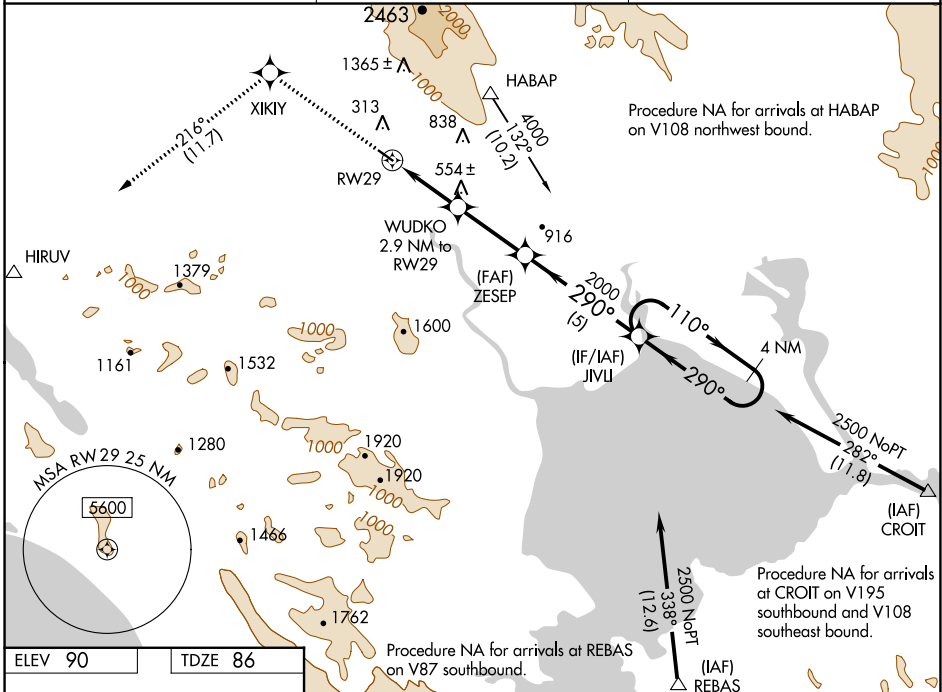 2463
2000
1365 ±
1000
HABAP
XIKIY
313
838
4000
132°
(10.2)
Procedure NA for arrivals at HABAP
on V108 northwest bound.
1000
216°
(11.7)
RW29
554 ±
WUDKO
2.9 NM to
RW29
916
HIRUV
1379
1000
(FAF)
ZESEP
2000
290°
(5)
110°
4 NM
1000
1600
(IF/IAF)
JIVLI
290°
1161
1532
2500 NoPT
282°
(11.8)
1280
1000
1920
1920
1000
1000
(IAF)
CROIT
MSA RW 29 25 NM
5600
1466
2500 NoPT
338°
(12.6)
Procedure NA for arrivals
at CROIT on V195
southbound and V108
southeast bound.
1762
Procedure NA for arrivals at REBAS
on V87 southbound.
(IAF)
REBAS
ELEV 90
TDZE 86